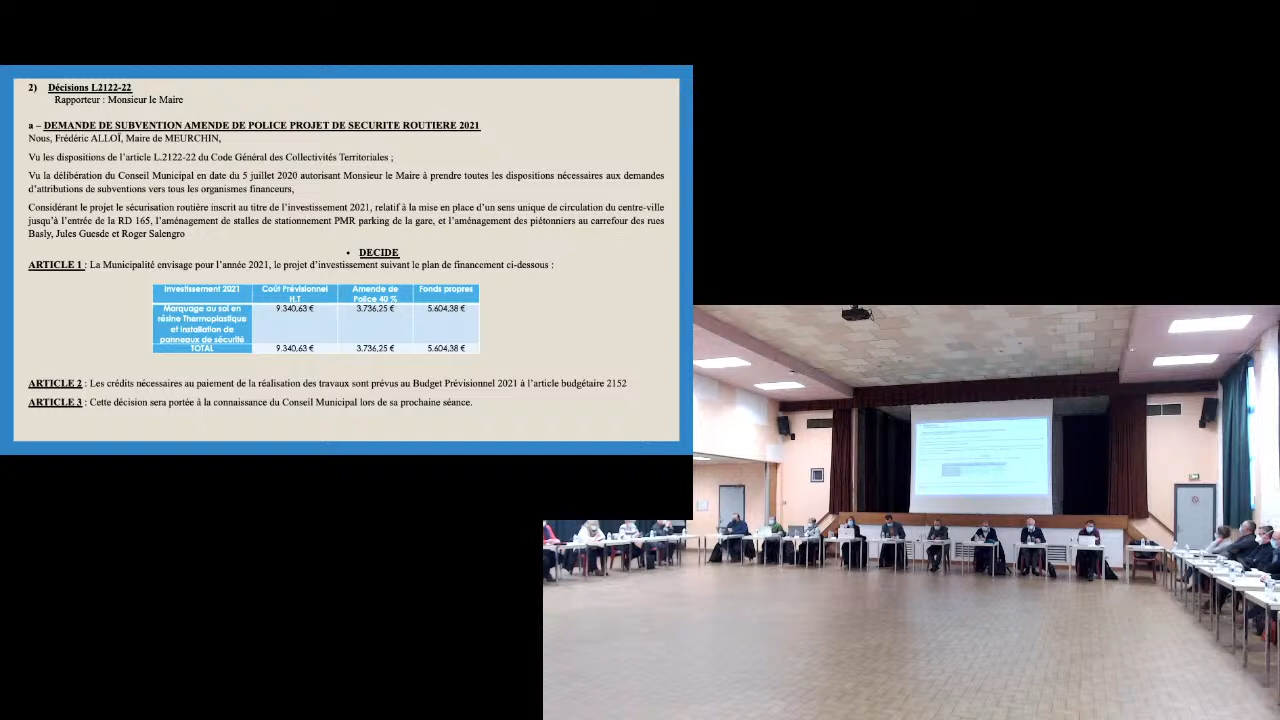 2) Décisions L2122-22
Rapporteur : Monsieur le Maire
a – DEMANDE DE SUBVENTION AMENDE DE POLICE PROJET DE SECURITE ROUTIERE 2021
Nous, Frédéric ALLOÏ, Maire de MEURCHIN,
Vu les dispositions de l'article L.2122-22 du Code Général des Collectivités Territoriales ;
Vu la délibération du Conseil Municipal en date du 5 juillet 2020 autorisant Monsieur le Maire à prendre toutes les dispositions nécessaires aux demandes
d'attributions de subventions vers tous les organismes financeurs,
Considérant le projet le sécurisation routière inscrit au titre de l'investissement 2021, relatif à la mise en place d'un sens unique de circulation du centre-ville
jusqu'à l'entrée de la RD 165, l'aménagement de stalles de stationnement PMR parking de la gare, et l'aménagement des piétonniers au carrefour des rues
Basly, Jules Guesde et Roger Salengro
• DECIDE
ARTICLE 1 : La Municipalité envisage pour l'année 2021, le projet d'investissement suivant le plan de financement ci-dessous :
Investissement 2021 Coût Prévisionnel H.T Amende de Police 40 % Fonds propres
Marquage au sol en 9.340,63 € 3.736,25 € 5.604,38 €
résine Thermoplastique
et installation de
panneaux de sécurité
TOTAL 9.340,63 € 3.736,25 € 5.604,38 €
ARTICLE 2 : Les crédits nécessaires au paiement de la réalisation des travaux sont prévus au Budget Prévisionnel 2021 à l'article budgétaire 2152
ARTICLE 3 : Cette décision sera portée à la connaissance du Conseil Municipal lors de sa prochaine séance.